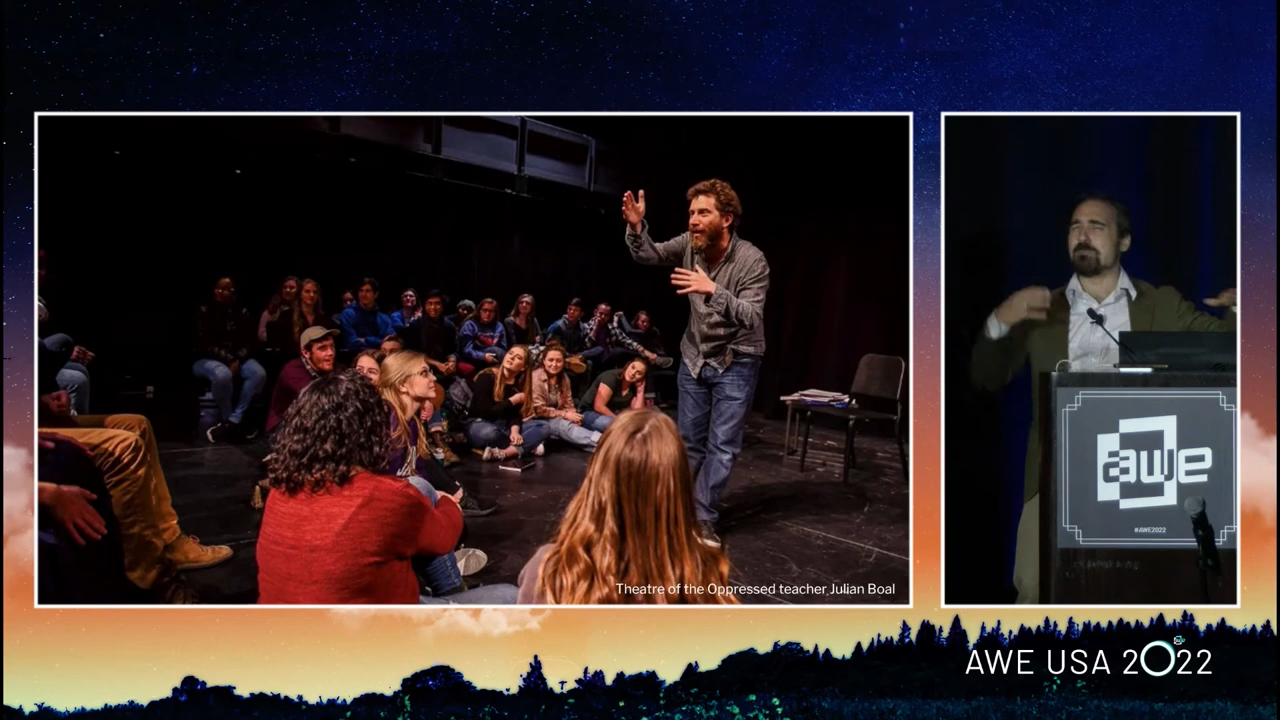 Theatre of the Oppressed teacher Julian Boal
awe
#AWE2022
AWE USA 2022